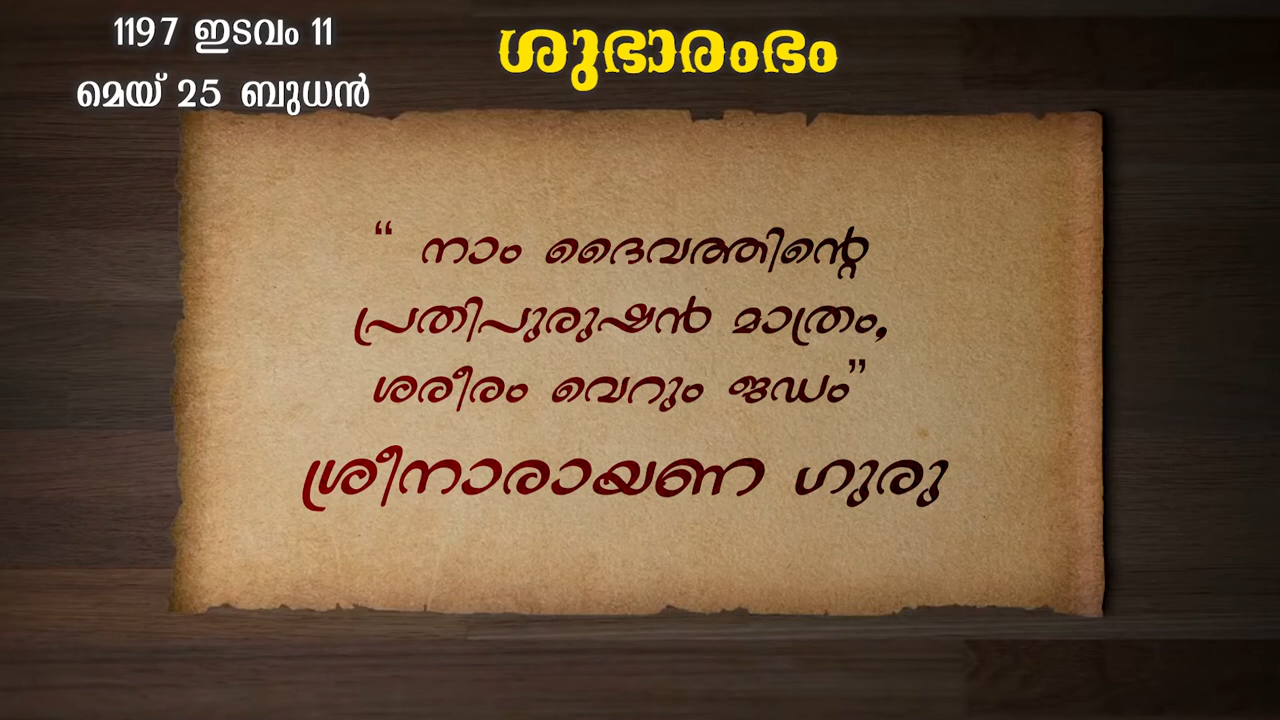 1197 ഇടവം 11
മെയ് 25 ബുധൻ
ശുഭാരംഭം
“ നാം ദൈവത്തിന്റെ
പ്രതിപുരുഷൻ മാത്രം,
ശരീരം വെറും ജഡം”
ശ്രീനാരായണ ഗുരു